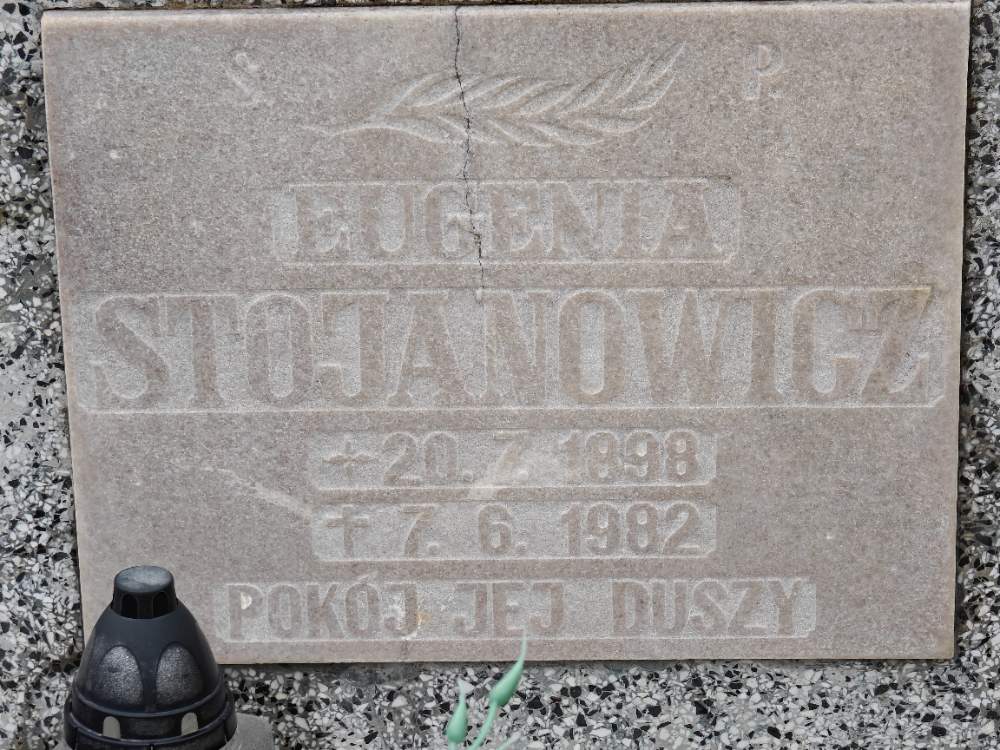 S. P.
EUGENIA
STOJANOWICZ
20. 7. 1898
† 7. 6. 1982
POKÓJ JEJ DUSZY